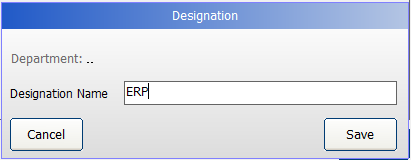 Designation
Department: ..
Designation Name ERP
Cancel Save